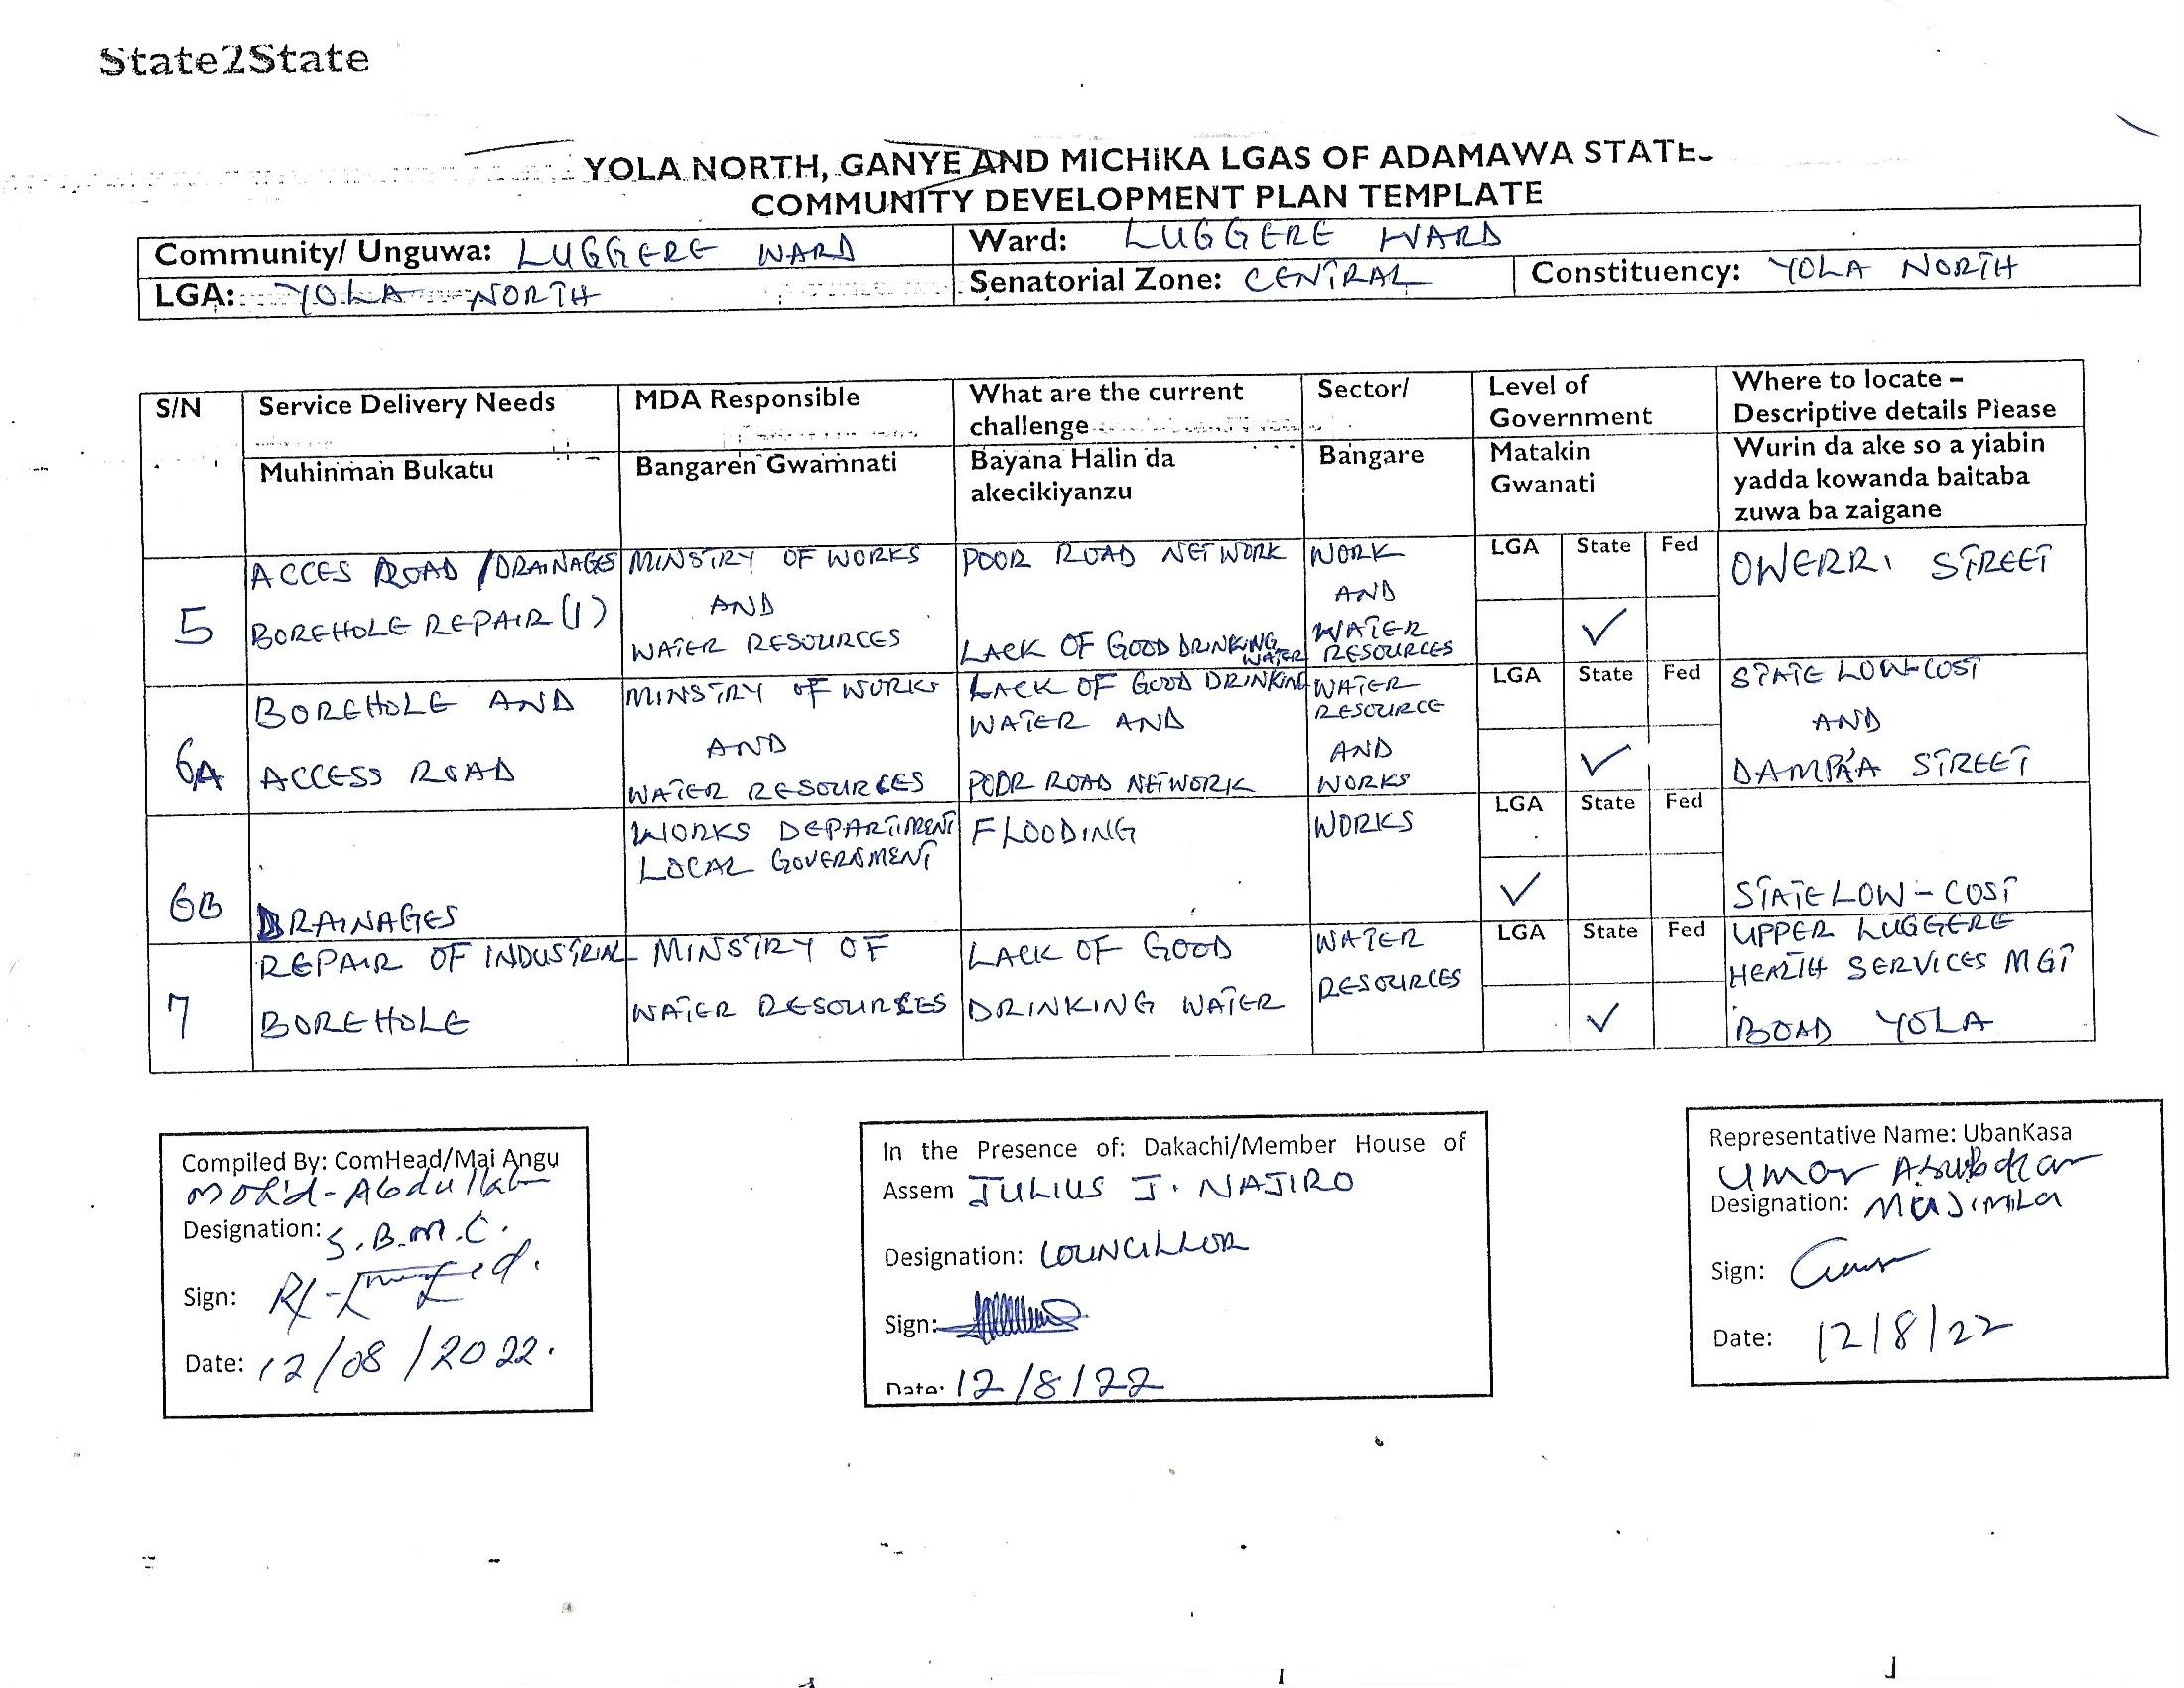 State2State
YOLA NORTH, GANYE AND MICHIKA LGAS OF ADAMAWA STATE
COMMUNITY DEVELOPMENT PLAN TEMPLATE
Community/ Unguwa: LUGGERE WARD
Ward: LUGGERE WARD
LGA: YOLA NORTH
Senatorial Zone: CENTRAL
Constituency: YOLA NORTH
S/N
Service Delivery Needs
MDA Responsible
What are the current
challenge
Sector/
Level of
Government
Where to locate –
Descriptive details Please
Muhinman Bukatu
Bangaren Gwamnati
Bayana Halin da
akecikiyanzu
Bangare
Matakin
Gwanati
Wurin da ake so a yiabin
yadda kowanda baitaba
zuwa ba zaigane
5
ACCES ROAD /DRAINAGES
BOREHOLE REPAIR (1)
MINSTRY OF WORKS
AND
WATER RESOURCES
POOR ROAD NETWORK
LACK OF GOOD DRINKING
WATER
WORK
AND
WATER
RESOURCES
LGA State Fed
✓
OWERRI STREET
6A
BOREHOLE AND
ACCESS ROAD
MINSTRY OF WORKS
AND
WATER RESOURCES
LACK OF GOOD DRINKING
WATER AND
POOR ROAD NETWORK
WATER
RESOURCE
AND
WORKS
LGA State Fed
✓
STATE LOW-COST
AND
STREET
6B
DRAINAGES
WORKS DEPARTMENT
LOCAL GOVERNMENT
FLOODING
WORKS
LGA State Fed
✓
STATE LOW-COST
7
REPAIR OF INDUSTRIAL
BOREHOLE
MINSTRY OF
WATER RESOURCES
LACK OF GOOD
DRINKING WATER
WATER
RESOURCES
LGA State Fed
✓
UPPER LUGGERE
HEALTH SERVICES MGT
BOAD YOLA
Compiled By: ComHead/Mai Angu
Moh'd-Abdullahi
Designation: S.B.M.C.
Sign:
Date: 12/08/2022.
In the Presence of: Dakachi/Member House of
Assem JULIUS J. NAJIRO
Designation: COUNCILLOR
Sign:
Date: 12/8/22
Representative Name: UbanKasa
Umar Abubakar
Designation: MAJIMILA
Sign:
Date: 12/8/22